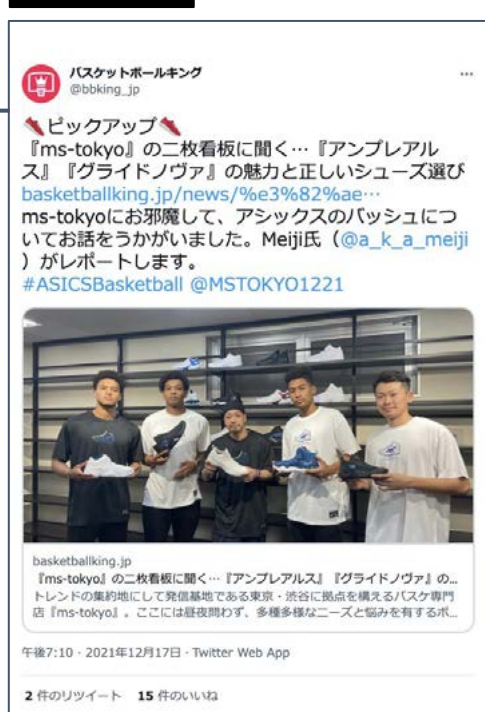 バスケットボールキング
@bbking_jp
ピックアップ
『ms-tokyo』の二枚看板に聞く…『アンプレアル
ス』『グライドノヴァ』の魅力と正しいシューズ選び
basketballking.jp/news/%e3%82%ae…
ms-tokyoにお邪魔して、アシックスのバッシュにつ
いてお話をうかがいました。Meiji氏（@a_k_a_meiji
）がレポートします。
#ASICSBasketball @MSTOKYO1221
basketballking.jp
『ms-tokyo』の二枚看板に聞く…『アンプレアルス』『グライドノヴァ』の...
トレンドの集約地にして発信基地である東京・渋谷に拠点を構えるバスケ専門
店『ms-tokyo』。ここには昼夜問わず、多種多様なニーズと悩みを有するボ...
午後7:10 · 2021年12月17日 · Twitter Web App
2 件のリツイート 15 件のいいね